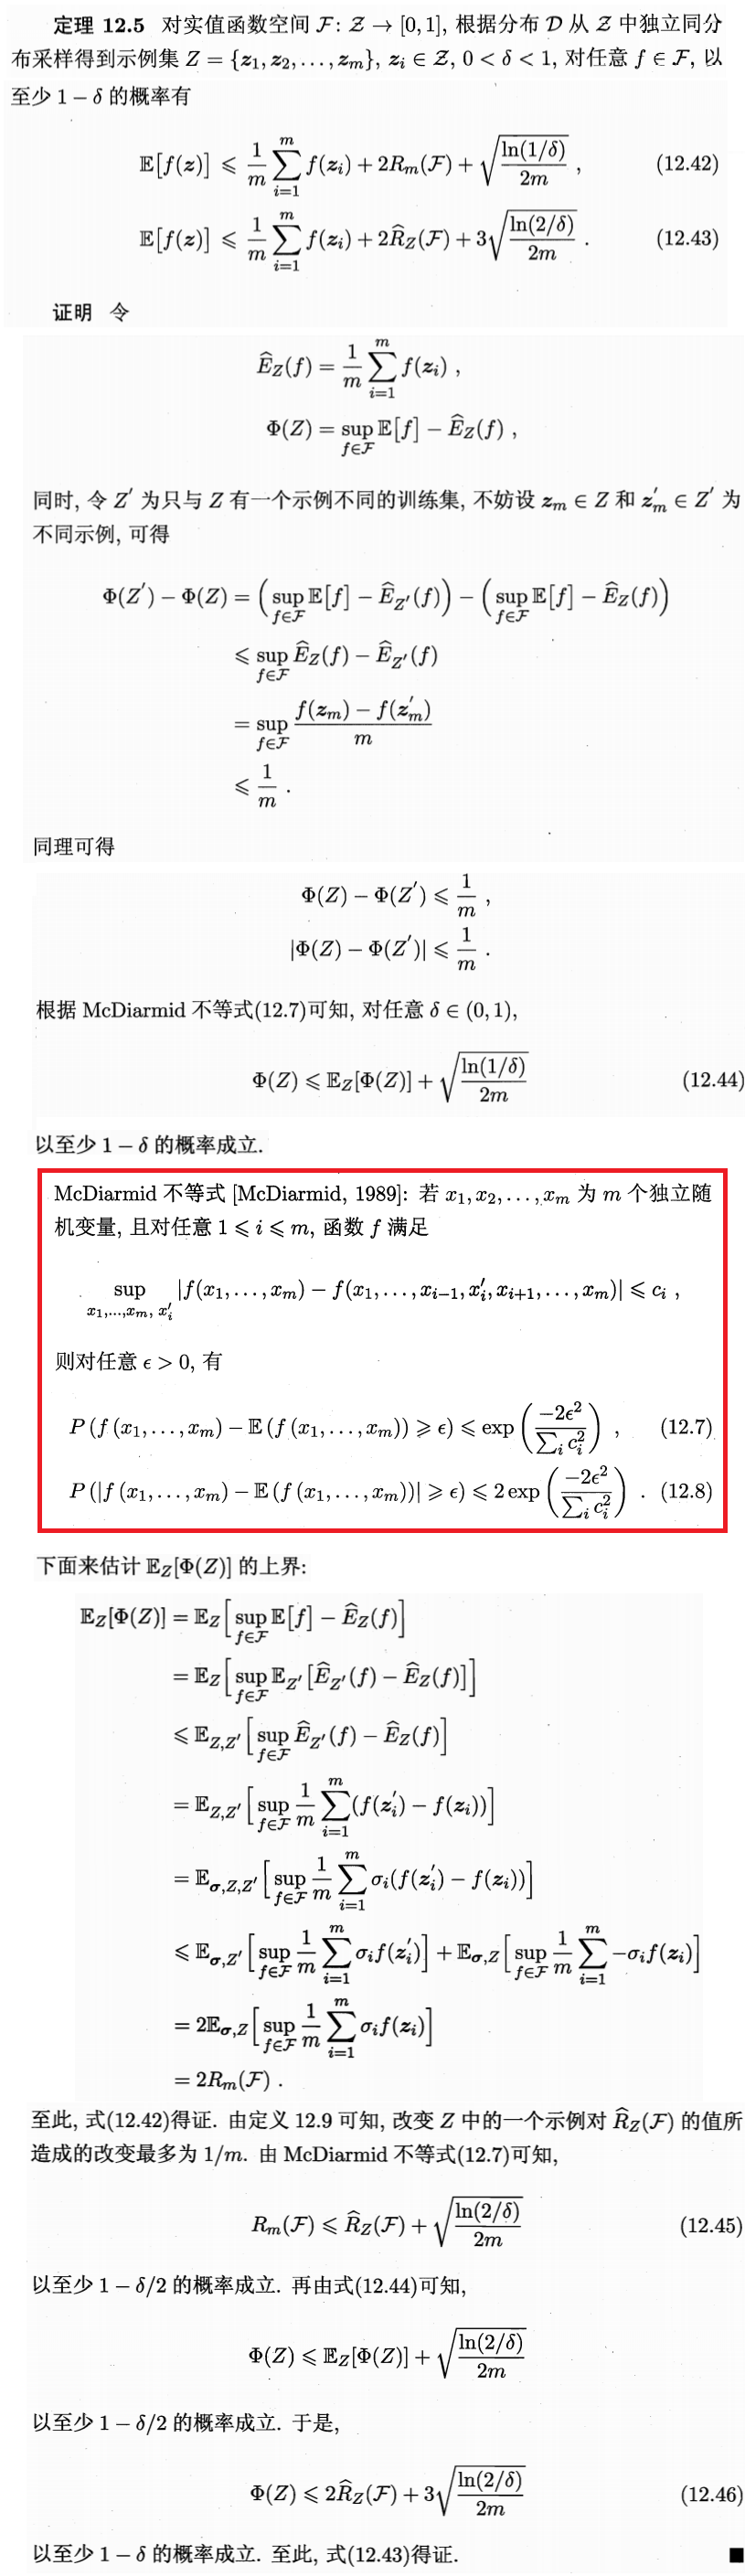 定理 12.5 对实值函数空间 $\mathcal{F}: \mathcal{Z} \to [0,1]$, 根据分布 $\mathcal{D}$ 从 $\mathcal{Z}$ 中独立同分
布采样得到示例集 $Z = \{z_1, z_2, \ldots, z_m\}$, $z_i \in \mathcal{Z}$, $0 < \delta < 1$, 对任意 $f \in \mathcal{F}$, 以
至少 $1-\delta$ 的概率有
$\mathbb{E}[f(z)] \leqslant \frac{1}{m}\sum_{i=1}^{m} f(z_i) + 2R_m(\mathcal{F}) + \sqrt{\frac{\ln(1/\delta)}{2m}}$ , (12.42)
$\mathbb{E}[f(z)] \leqslant \frac{1}{m}\sum_{i=1}^{m} f(z_i) + 2\widehat{R}_Z(\mathcal{F}) + 3\sqrt{\frac{\ln(2/\delta)}{2m}}$ . (12.43)
证明 令
$\widehat{E}_Z(f) = \frac{1}{m}\sum_{i=1}^{m} f(z_i)$ ,
$\Phi(Z) = \sup_{f\in\mathcal{F}} \mathbb{E}[f] - \widehat{E}_Z(f)$ ,
同时, 令 $Z'$ 为只与 $Z$ 有一个示例不同的训练集, 不妨设 $z_m \in Z$ 和 $z_m' \in Z'$ 为
不同示例, 可得
$\Phi(Z') - \Phi(Z) = \left(\sup_{f\in\mathcal{F}} \mathbb{E}[f] - \widehat{E}_{Z'}(f)\right) - \left(\sup_{f\in\mathcal{F}} \mathbb{E}[f] - \widehat{E}_Z(f)\right)$
$\leqslant \sup_{f\in\mathcal{F}} \widehat{E}_Z(f) - \widehat{E}_{Z'}(f)$
$= \sup_{f\in\mathcal{F}} \frac{f(z_m) - f(z_m')}{m}$
$\leqslant \frac{1}{m}$ .
同理可得
$\Phi(Z) - \Phi(Z') \leqslant \frac{1}{m}$ ,
$|\Phi(Z) - \Phi(Z')| \leqslant \frac{1}{m}$ .
根据 McDiarmid 不等式(12.7)可知, 对任意 $\delta \in (0,1)$,
$\Phi(Z) \leqslant \mathbb{E}_Z[\Phi(Z)] + \sqrt{\frac{\ln(1/\delta)}{2m}}$ (12.44)
以至少 $1-\delta$ 的概率成立.
McDiarmid 不等式 [McDiarmid, 1989]: 若 $x_1, x_2, \ldots, x_m$ 为 $m$ 个独立随
机变量, 且对任意 $1 \leqslant i \leqslant m$, 函数 $f$ 满足
$\sup_{x_1,\ldots,x_m,\, x_i'} |f(x_1, \ldots, x_m) - f(x_1, \ldots, x_{i-1}, x_i', x_{i+1}, \ldots, x_m)| \leqslant c_i$ ,
则对任意 $\epsilon > 0$, 有
$P(f(x_1, \ldots, x_m) - \mathbb{E}(f(x_1, \ldots, x_m)) \geqslant \epsilon) \leqslant \exp\left(\frac{-2\epsilon^2}{\sum_i c_i^2}\right)$ , (12.7)
$P(|f(x_1, \ldots, x_m) - \mathbb{E}(f(x_1, \ldots, x_m))| \geqslant \epsilon) \leqslant 2\exp\left(\frac{-2\epsilon^2}{\sum_i c_i^2}\right)$ . (12.8)
下面来估计 $\mathbb{E}_Z[\Phi(Z)]$ 的上界:
$\mathbb{E}_Z[\Phi(Z)] = \mathbb{E}_Z\left[\sup_{f\in\mathcal{F}} \mathbb{E}[f] - \widehat{E}_Z(f)\right]$
$= \mathbb{E}_Z\left[\sup_{f\in\mathcal{F}} \mathbb{E}_{Z'}\left[\widehat{E}_{Z'}(f) - \widehat{E}_Z(f)\right]\right]$
$\leqslant \mathbb{E}_{Z,Z'}\left[\sup_{f\in\mathcal{F}} \widehat{E}_{Z'}(f) - \widehat{E}_Z(f)\right]$
$= \mathbb{E}_{Z,Z'}\left[\sup_{f\in\mathcal{F}} \frac{1}{m}\sum_{i=1}^{m} (f(z_i') - f(z_i))\right]$
$= \mathbb{E}_{\sigma,Z,Z'}\left[\sup_{f\in\mathcal{F}} \frac{1}{m}\sum_{i=1}^{m} \sigma_i(f(z_i') - f(z_i))\right]$
$\leqslant \mathbb{E}_{\sigma,Z'}\left[\sup_{f\in\mathcal{F}} \frac{1}{m}\sum_{i=1}^{m} \sigma_i f(z_i')\right] + \mathbb{E}_{\sigma,Z}\left[\sup_{f\in\mathcal{F}} \frac{1}{m}\sum_{i=1}^{m} -\sigma_i f(z_i)\right]$
$= 2\mathbb{E}_{\sigma,Z}\left[\sup_{f\in\mathcal{F}} \frac{1}{m}\sum_{i=1}^{m} \sigma_i f(z_i)\right]$
$= 2R_m(\mathcal{F})$ .
至此, 式(12.42)得证. 由定义 12.9 可知, 改变 $Z$ 中的一个示例对 $\widehat{R}_Z(\mathcal{F})$ 的值所
造成的改变最多为 $1/m$. 由 McDiarmid 不等式(12.7)可知,
$R_m(\mathcal{F}) \leqslant \widehat{R}_Z(\mathcal{F}) + \sqrt{\frac{\ln(2/\delta)}{2m}}$ (12.45)
以至少 $1-\delta/2$ 的概率成立. 再由式(12.44)可知,
$\Phi(Z) \leqslant \mathbb{E}_Z[\Phi(Z)] + \sqrt{\frac{\ln(2/\delta)}{2m}}$
以至少 $1-\delta/2$ 的概率成立. 于是,
$\Phi(Z) \leqslant 2\widehat{R}_Z(\mathcal{F}) + 3\sqrt{\frac{\ln(2/\delta)}{2m}}$ (12.46)
以至少 $1-\delta$ 的概率成立. 至此, 式(12.43)得证. ■